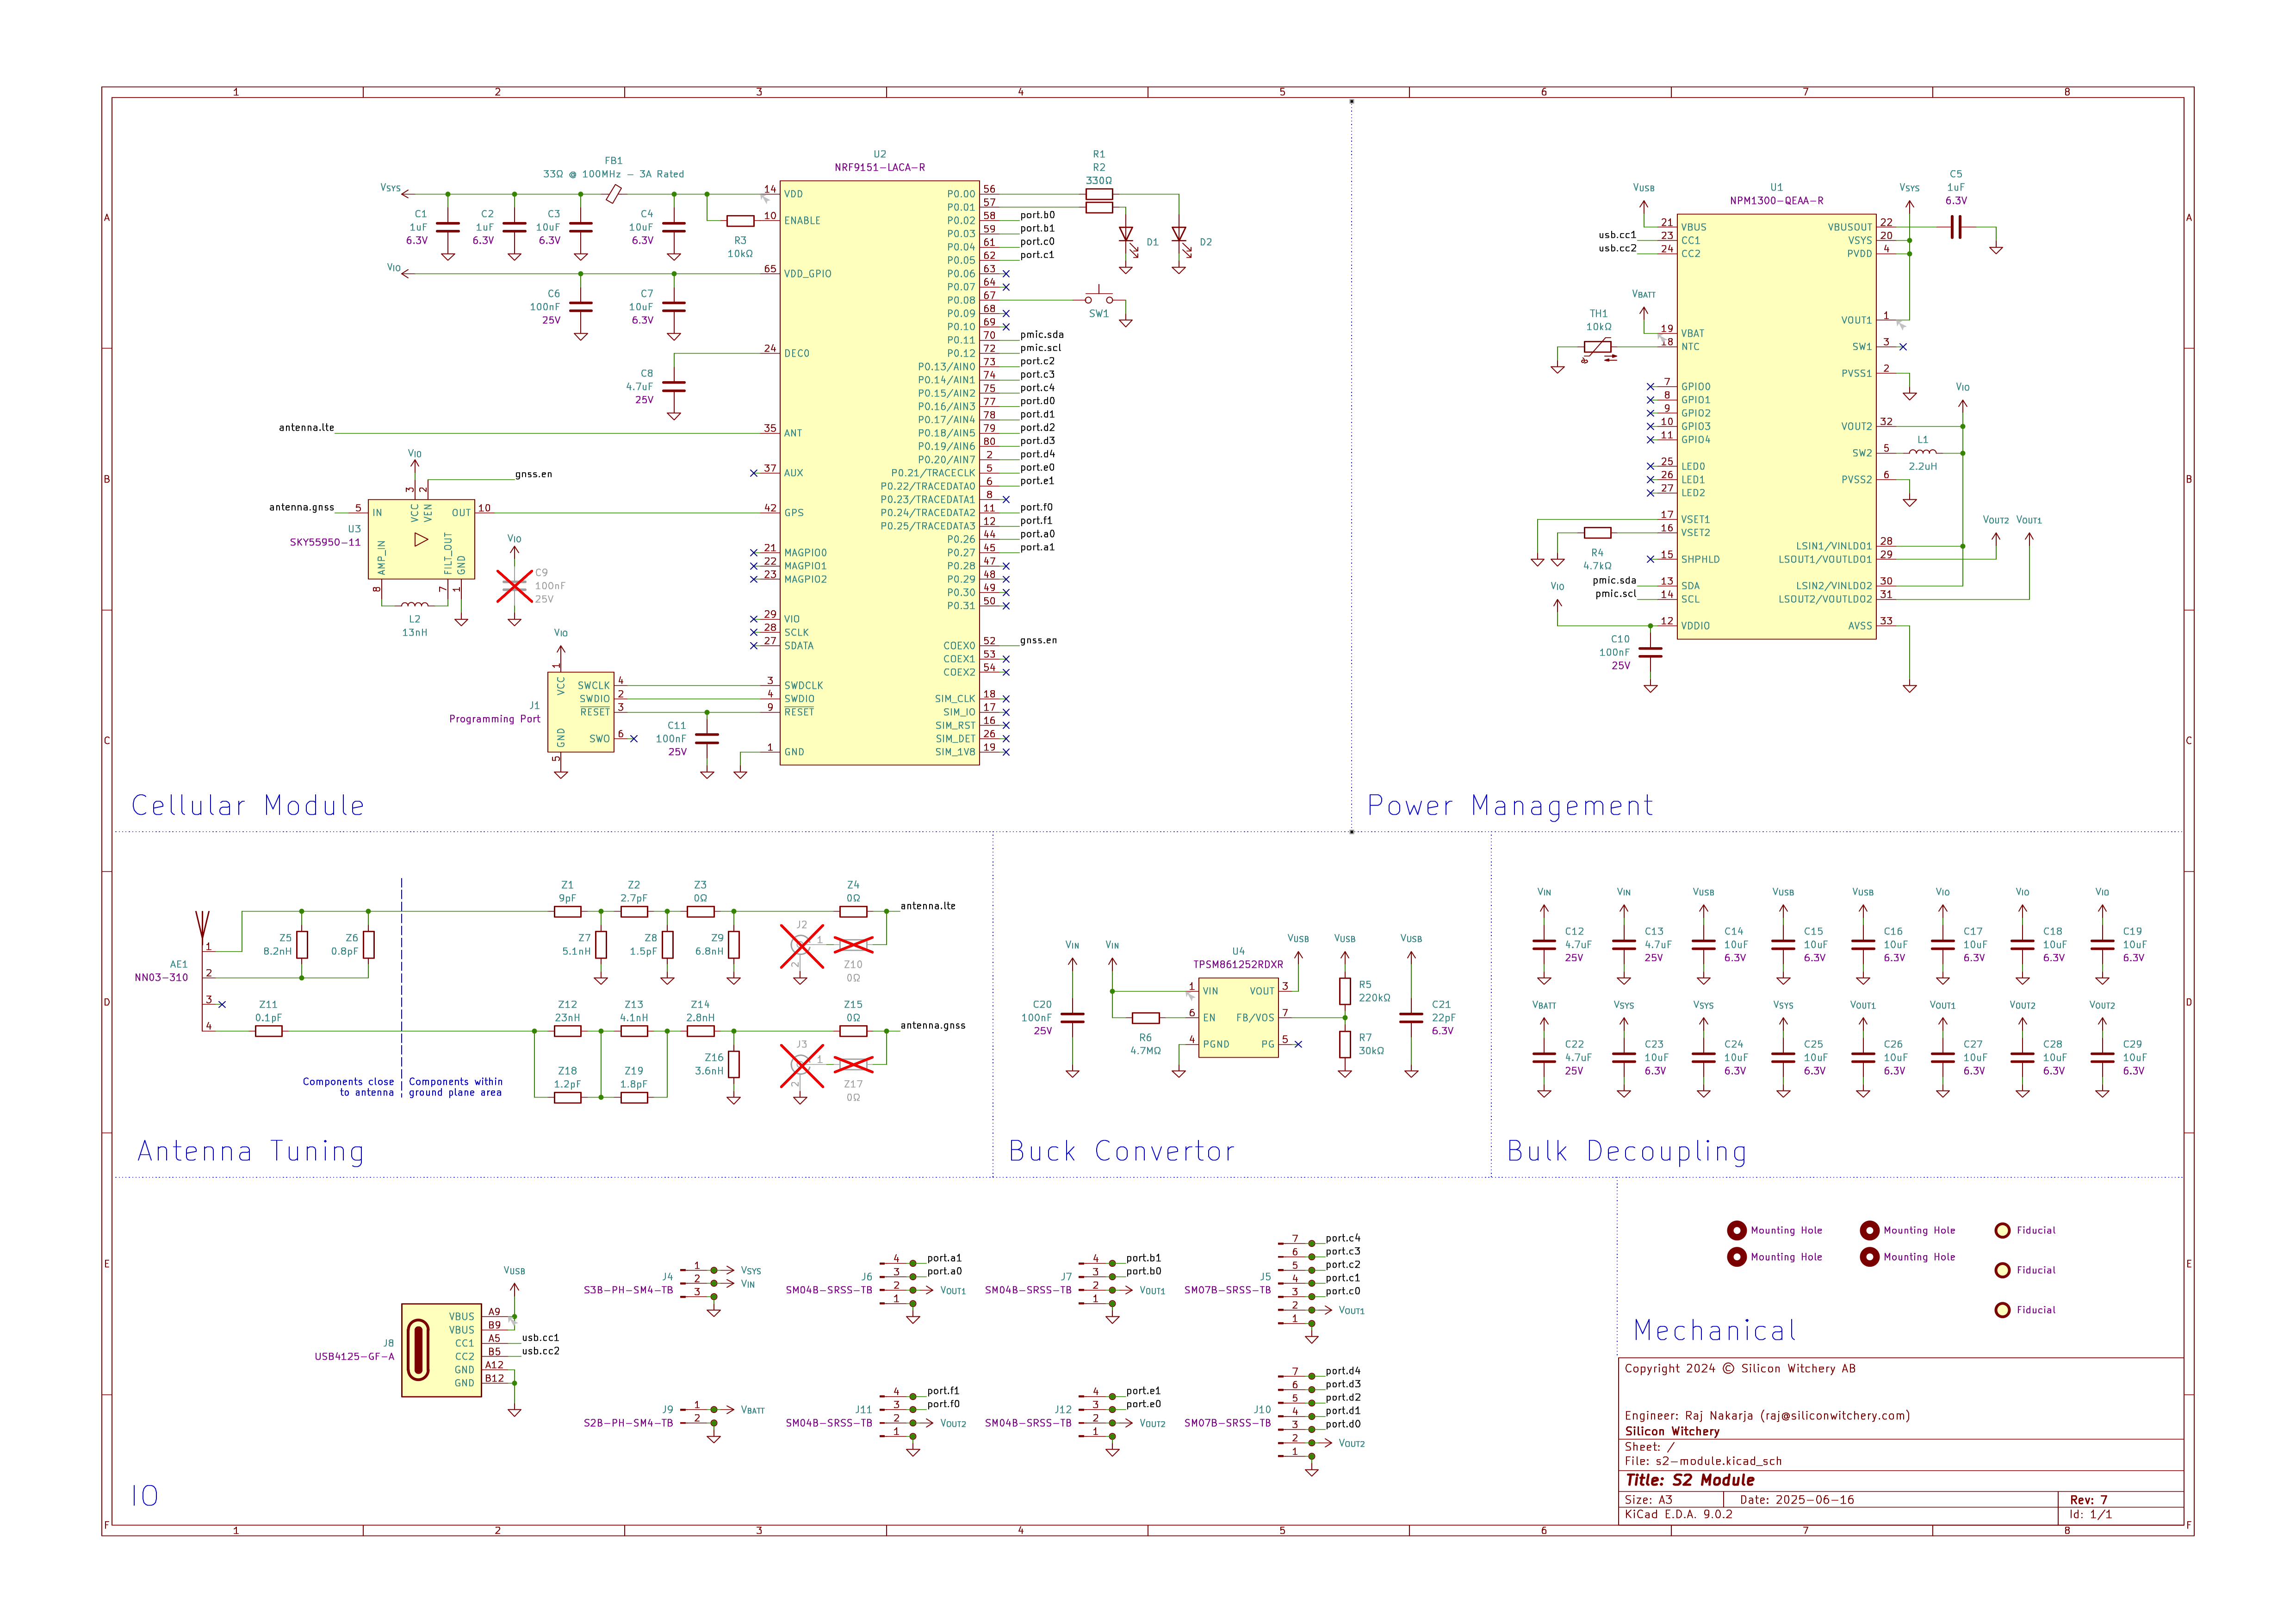 1 2 3 4 5 6 7 8
A
B
C
D
E
F
U2
NRF9151-LACA-R
FB1
33Ω @ 100MHz - 3A Rated
VSYS
C1
1uF
6.3V
C2
1uF
6.3V
C3
10uF
6.3V
C4
10uF
6.3V
R3
10kΩ
VIO
C6
100nF
25V
C7
10uF
6.3V
C8
4.7uF
25V
antenna.lte
14 VDD
10 ENABLE
65 VDD_GPIO
24 DEC0
35 ANT
37 AUX
42 GPS
21 MAGPIO0
22 MAGPIO1
23 MAGPIO2
29 VIO
28 SCLK
27 SDATA
3 SWDCLK
4 SWDIO
9 RESET
1 GND
P0.00 56
P0.01 57
P0.02 58 port.b0
P0.03 59 port.b1
P0.04 61 port.c0
P0.05 62 port.c1
P0.06 63
P0.07 64
P0.08 67
P0.09 68
P0.10 69
P0.11 70 pmic.sda
P0.12 72 pmic.scl
P0.13/AIN0 73 port.c2
P0.14/AIN1 74 port.c3
P0.15/AIN2 75 port.c4
P0.16/AIN3 77 port.d0
P0.17/AIN4 78 port.d1
P0.18/AIN5 79 port.d2
P0.19/AIN6 80 port.d3
P0.20/AIN7 2 port.d4
P0.21/TRACECLK 5 port.e0
P0.22/TRACEDATA0 6 port.e1
P0.23/TRACEDATA1 8
P0.24/TRACEDATA2 11 port.f0
P0.25/TRACEDATA3 12 port.f1
P0.26 44 port.a0
P0.27 45 port.a1
P0.28 47
P0.29 48
P0.30 49
P0.31 50
COEX0 52 gnss.en
COEX1 53
COEX2 54
SIM_CLK 18
SIM_IO 17
SIM_RST 16
SIM_DET 26
SIM_1V8 19
R1
R2
330Ω
D1
D2
SW1
VIO
gnss.en
antenna.gnss
5 IN
3 VCC
2 VEN
OUT 10
U3
SKY55950-11
AMP_IN
FILT_OUT
GND
8
7
1
L2
13nH
VIO
C9
100nF
25V
VIO
1
VCC
SWCLK 4
SWDIO 2
RESET 3
SWO 6
GND
5
J1
Programming Port
C11
100nF
25V
Cellular Module
U1
NPM1300-QEAA-R
VUSB
usb.cc1
usb.cc2
VBATT
TH1
10kΩ
21 VBUS
23 CC1
24 CC2
19 VBAT
18 NTC
7 GPIO0
8 GPIO1
9 GPIO2
10 GPIO3
11 GPIO4
25 LED0
26 LED1
27 LED2
17 VSET1
16 VSET2
15 SHPHLD
13 SDA
14 SCL
12 VDDIO
R4
4.7kΩ
pmic.sda
pmic.scl
VIO
C10
100nF
25V
VBUSOUT 22
VSYS 20
PVDD 4
VOUT1 1
SW1 3
PVSS1 2
VOUT2 32
SW2 5
PVSS2 6
LSIN1/VINLDO1 28
LSOUT1/VOUTLDO1 29
LSIN2/VINLDO2 30
LSOUT2/VOUTLDO2 31
AVSS 33
VSYS
C5
1uF
6.3V
VIO
L1
2.2uH
VOUT2
VOUT1
Power Management
AE1
NN03-310
1
2
3
4
Z5
8.2nH
Z6
0.8pF
Z11
0.1pF
Z1
9pF
Z2
2.7pF
Z3
0Ω
Z4
0Ω
antenna.lte
Z7
5.1nH
Z8
1.5pF
Z9
6.8nH
J2
1
2
Z10
0Ω
Z12
23nH
Z13
4.1nH
Z14
2.8nH
Z15
0Ω
antenna.gnss
Z16
3.6nH
J3
1
2
Z17
0Ω
Z18
1.2pF
Z19
1.8pF
Components close
to antenna
Components within
ground plane area
Antenna Tuning
VIN
C20
100nF
25V
VIN
R6
4.7MΩ
U4
TPSM861252RDXR
1 VIN
6 EN
4 PGND
VOUT 3
FB/VOS 7
PG 5
VUSB
VUSB
R5
220kΩ
R7
30kΩ
VUSB
C21
22pF
6.3V
Buck Convertor
VIN
C12
4.7uF
25V
VIN
C13
4.7uF
25V
VUSB
C14
10uF
6.3V
VUSB
C15
10uF
6.3V
VUSB
C16
10uF
6.3V
VIO
C17
10uF
6.3V
VIO
C18
10uF
6.3V
VIO
C19
10uF
6.3V
VBATT
C22
4.7uF
25V
VSYS
C23
10uF
6.3V
VSYS
C24
10uF
6.3V
VSYS
C25
10uF
6.3V
VOUT1
C26
10uF
6.3V
VOUT1
C27
10uF
6.3V
VOUT2
C28
10uF
6.3V
VOUT2
C29
10uF
6.3V
Bulk Decoupling
VUSB
J8
USB4125-GF-A
VBUS A9
VBUS B9
CC1 A5 usb.cc1
CC2 B5 usb.cc2
GND A12
GND B12
J4
S3B-PH-SM4-TB
1 VSYS
2 VIN
3
J6
SM04B-SRSS-TB
4 port.a1
3 port.a0
2 VOUT1
1
J7
SM04B-SRSS-TB
4 port.b1
3 port.b0
2 VOUT1
1
J5
SM07B-SRSS-TB
7 port.c4
6 port.c3
5 port.c2
4 port.c1
3 port.c0
2 VOUT1
1
J9
S2B-PH-SM4-TB
1 VBATT
2
J11
SM04B-SRSS-TB
4 port.f1
3 port.f0
2 VOUT2
1
J12
SM04B-SRSS-TB
4 port.e1
3 port.e0
2 VOUT2
1
J10
SM07B-SRSS-TB
7 port.d4
6 port.d3
5 port.d2
4 port.d1
3 port.d0
2 VOUT2
1
IO
Mounting Hole
Mounting Hole
Mounting Hole
Mounting Hole
Fiducial
Fiducial
Fiducial
Mechanical
Copyright 2024 © Silicon Witchery AB
Engineer: Raj Nakarja (raj@siliconwitchery.com)
Silicon Witchery
Sheet: /
File: s2-module.kicad_sch
Title: S2 Module
Size: A3
Date: 2025-06-16
Rev: 7
KiCad E.D.A. 9.0.2
Id: 1/1
A
B
C
D
E
F
1 2 3 4 5 6 7 8